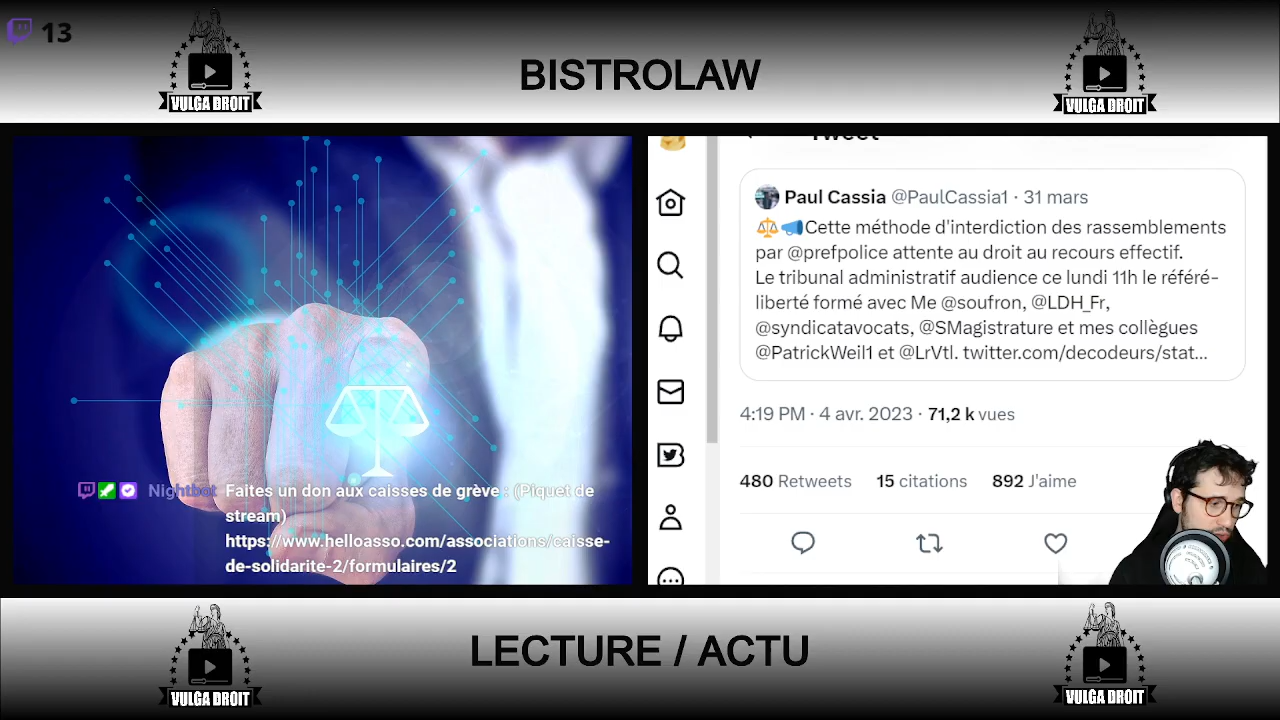 13
VULGA DROIT
BISTROLAW
VULGA DROIT
Tweet
Paul Cassia @PaulCassia1 · 31 mars
Cette méthode d'interdiction des rassemblements
par @prefpolice attente au droit au recours effectif.
Le tribunal administratif audience ce lundi 11h le référé-
liberté formé avec Me @soufron, @LDH_Fr,
@syndicatavocats, @SMagistrature et mes collègues
@PatrickWeil1 et @LrVtl. twitter.com/decodeurs/stat...
4:19 PM · 4 avr. 2023 · 71,2 k vues
480 Retweets 15 citations 892 J'aime
Nightbot Faites un don aux caisses de grève : (Piquet de
stream)
https://www.helloasso.com/associations/caisse-
de-solidarite-2/formulaires/2
VULGA DROIT
LECTURE / ACTU
VULGA DROIT